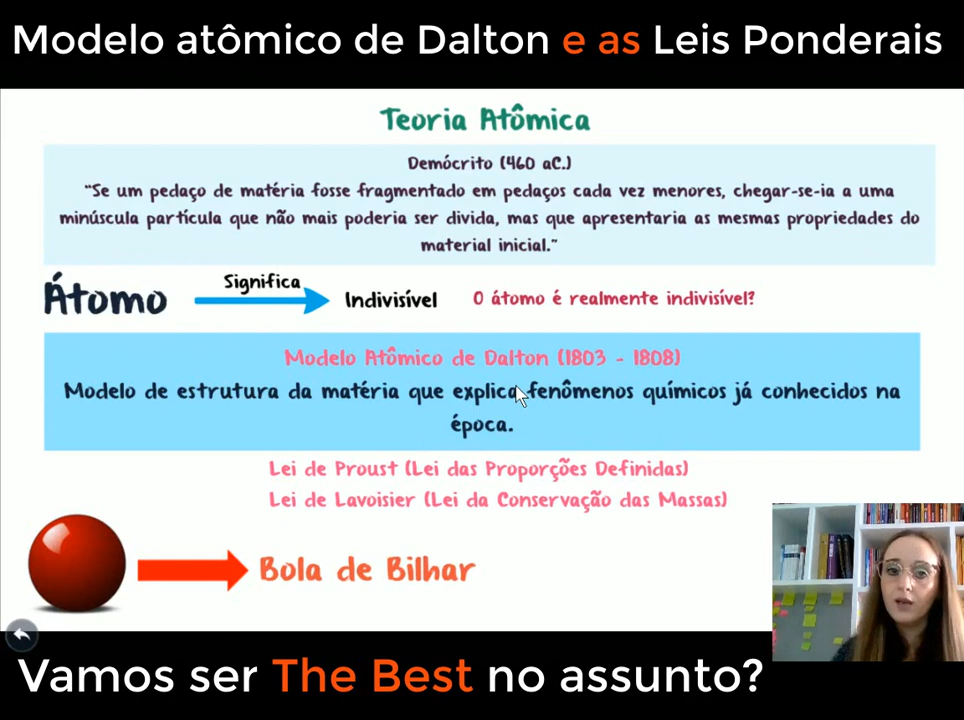 Modelo atômico de Dalton e as Leis Ponderais
Teoria Atômica
Demócrito (460 aC.)
"Se um pedaço de matéria fosse fragmentado em pedaços cada vez menores, chegar-se-ia a uma
minúscula partícula que não mais poderia ser divida, mas que apresentaria as mesmas propriedades do
material inicial."
Átomo
Significa
Indivisível
O átomo é realmente indivisível?
Modelo Atômico de Dalton (1803 - 1808)
Modelo de estrutura da matéria que explica fenômenos químicos já conhecidos na
época.
Lei de Proust (Lei das Proporções Definidas)
Lei de Lavoisier (Lei da Conservação das Massas)
Bola de Bilhar
Vamos ser The Best no assunto?